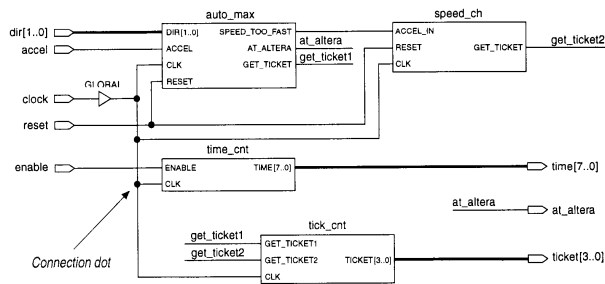 auto_max
speed_ch
dir[1..0]
DIR[1..0]
SPEED_TOO_FAST
ACCEL_IN
accel
ACCEL
AT_ALTERA
at_altera
RESET
GET_TICKET
get_ticket2
CLK
GET_TICKET
get_ticket1
CLK
RESET
GLOBAL
clock
reset
time_cnt
enable
ENABLE
TIME[7..0]
time[7..0]
CLK
at_altera
at_altera
tick_cnt
get_ticket1
GET_TICKET1
get_ticket2
GET_TICKET2
TICKET[3..0]
ticket[3..0]
CLK
Connection dot